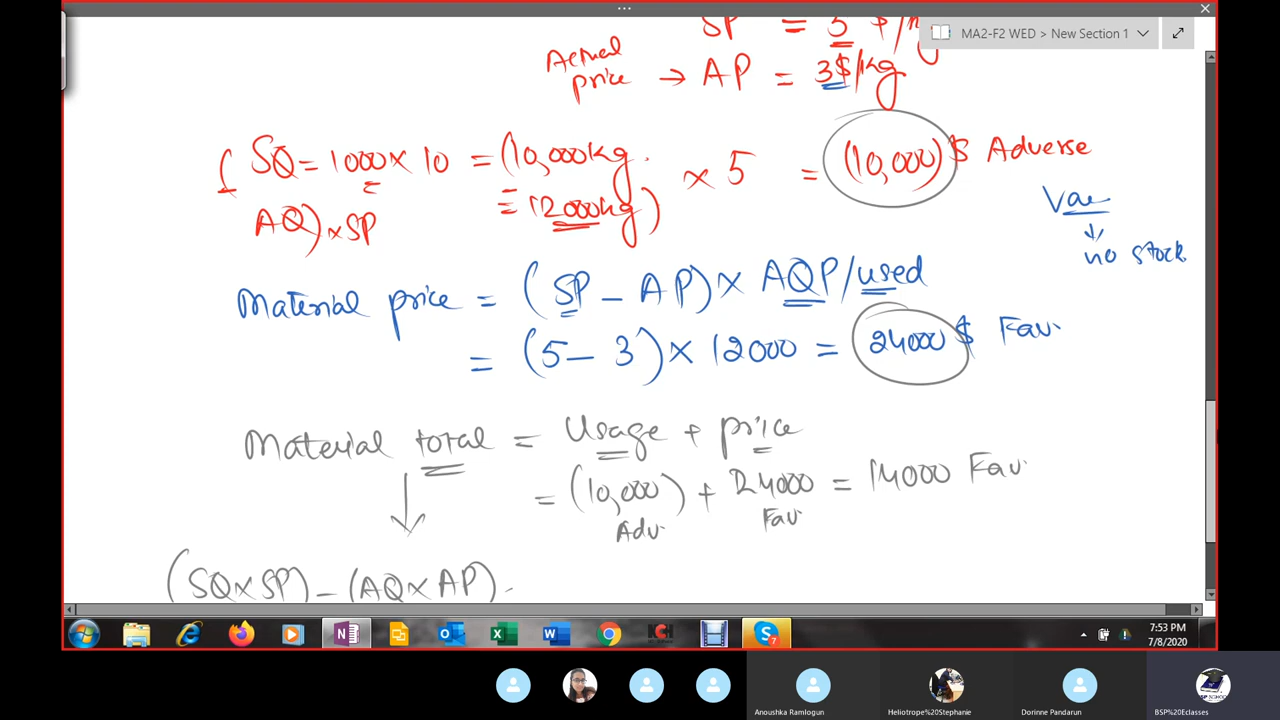 MA2-F2 WED > New Section 1
SP = 5 $/kg
Actual price → AP = 3$/kg
( SQ = 1000 × 10 = (10,000kg.
AQ) × SP = 12000kg) × 5 = (10,000)$ Adverse
Var
no stock
Material price = (SP – AP) × AQP/used
= (5 – 3) × 12000 = 24000 $ Fav
Material total = Usage + price
= (10,000) + 24000 = 14000 Fav
Adv. Fav
(SQ×SP) – (AQ×AP)
7:53 PM
7/8/2020
Anoushka Ramlogun
Heliotrope%20Stephanie
Dorinne Pandarun
BSP%20Eclasses